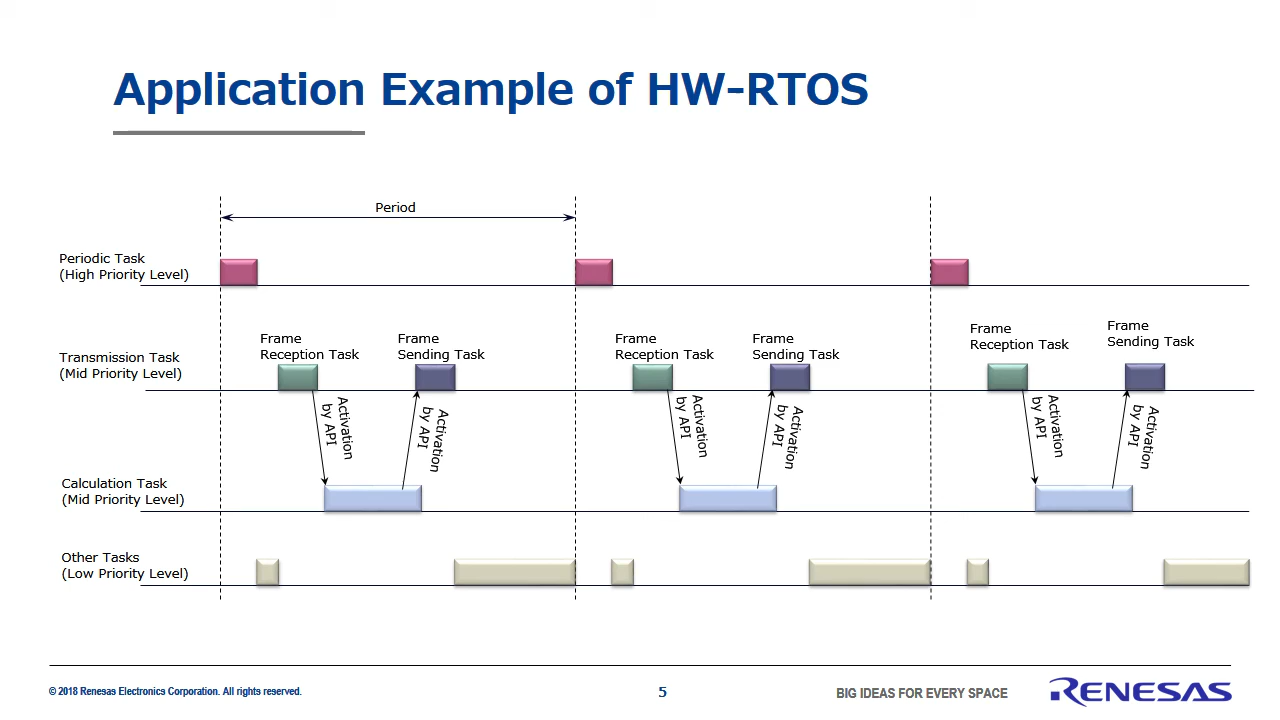 Application Example of HW-RTOS
Period
Periodic Task
(High Priority Level)
Transmission Task
(Mid Priority Level)
Frame
Reception Task
Frame
Sending Task
Frame
Reception Task
Frame
Sending Task
Frame
Reception Task
Frame
Sending Task
Activation
by API
Activation
by API
Activation
by API
Activation
by API
Activation
by API
Activation
by API
Calculation Task
(Mid Priority Level)
Other Tasks
(Low Priority Level)
© 2018 Renesas Electronics Corporation. All rights reserved.
5
BIG IDEAS FOR EVERY SPACE
RENESAS